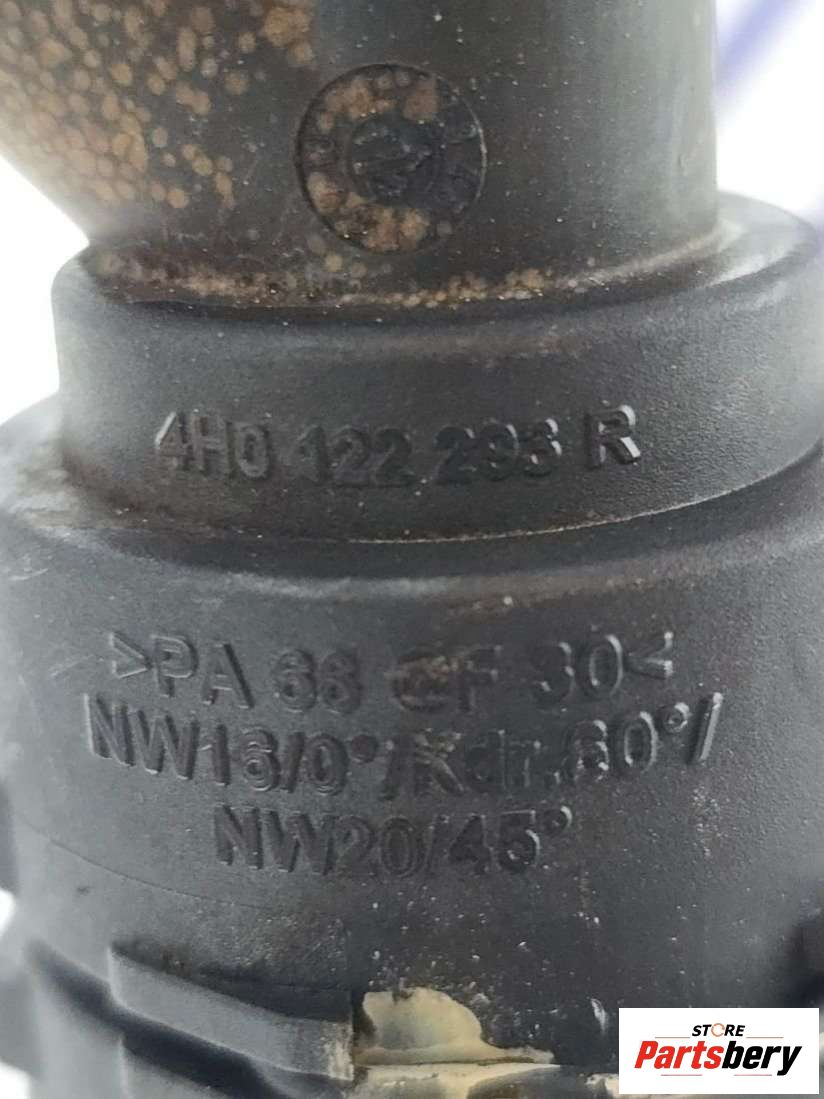 4H0 122 293 R
>PA 66 GF 30<
NW16/0°/Kdr.60°/
NW20/45°
STORE
Partsbery